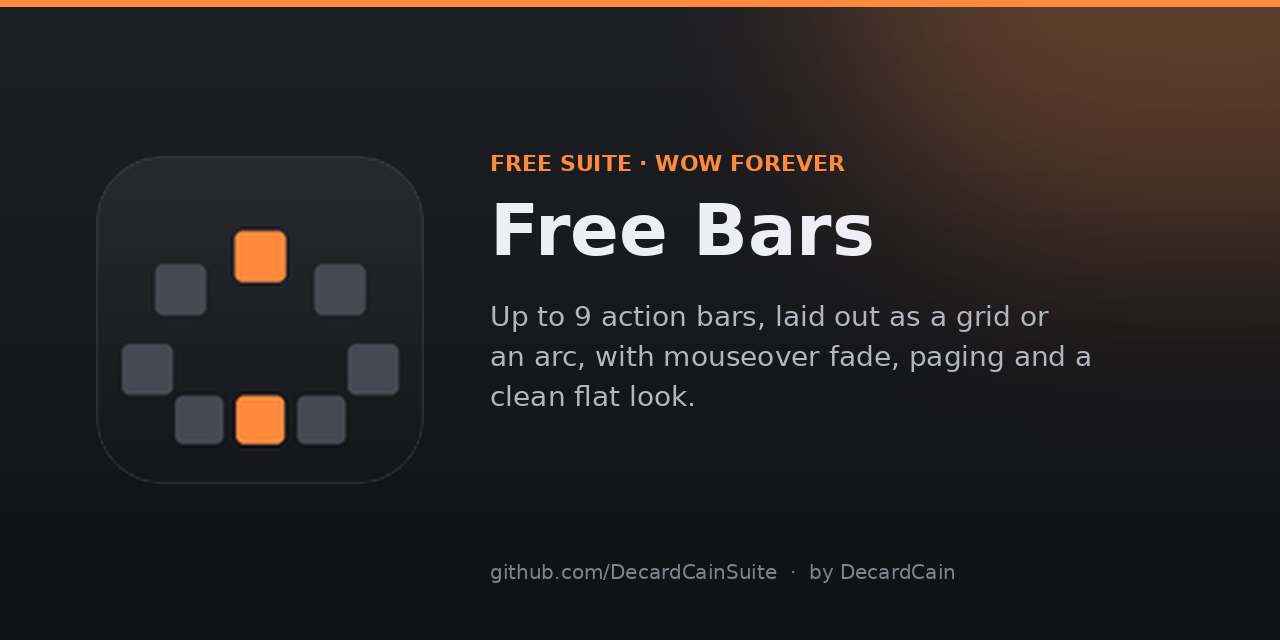 FREE SUITE · WOW FOREVER
Free Bars
Up to 9 action bars, laid out as a grid or
an arc, with mouseover fade, paging and a
clean flat look.
github.com/DecardCainSuite · by DecardCain